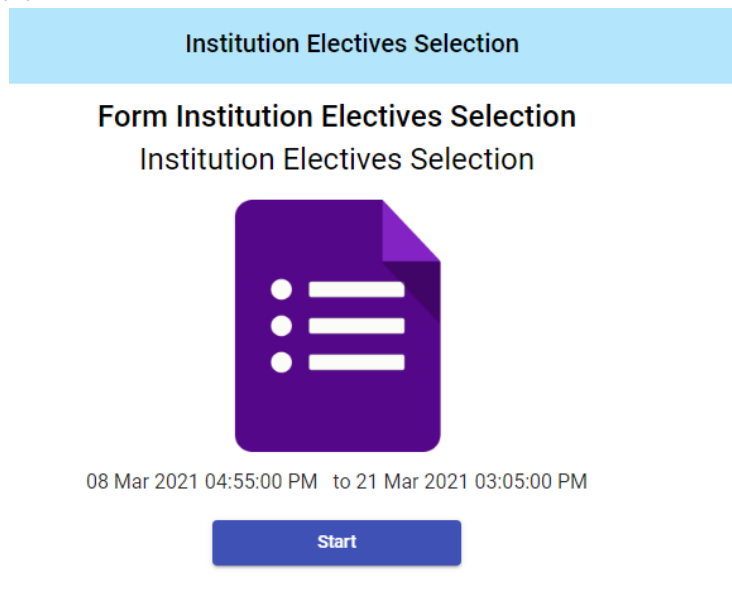 Institution Electives Selection
Form Institution Electives Selection
Institution Electives Selection
08 Mar 2021 04:55:00 PM to 21 Mar 2021 03:05:00 PM
Start